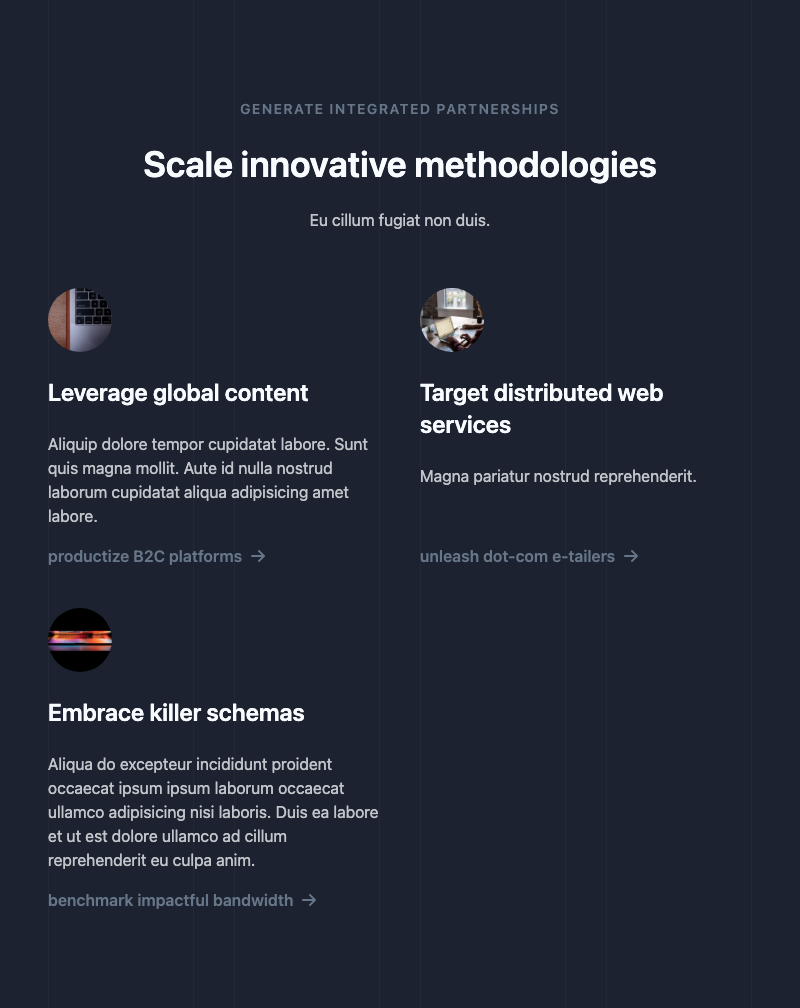 GENERATE INTEGRATED PARTNERSHIPS
Scale innovative methodologies
Eu cillum fugiat non duis.
Leverage global content
Aliquip dolore tempor cupidatat labore. Sunt
quis magna mollit. Aute id nulla nostrud
laborum cupidatat aliqua adipisicing amet
labore.
productize B2C platforms →
Target distributed web
services
Magna pariatur nostrud reprehenderit.
unleash dot-com e-tailers →
Embrace killer schemas
Aliqua do excepteur incididunt proident
occaecat ipsum ipsum laborum occaecat
ullamco adipisicing nisi laboris. Duis ea labore
et ut est dolore ullamco ad cillum
reprehenderit eu culpa anim.
benchmark impactful bandwidth →